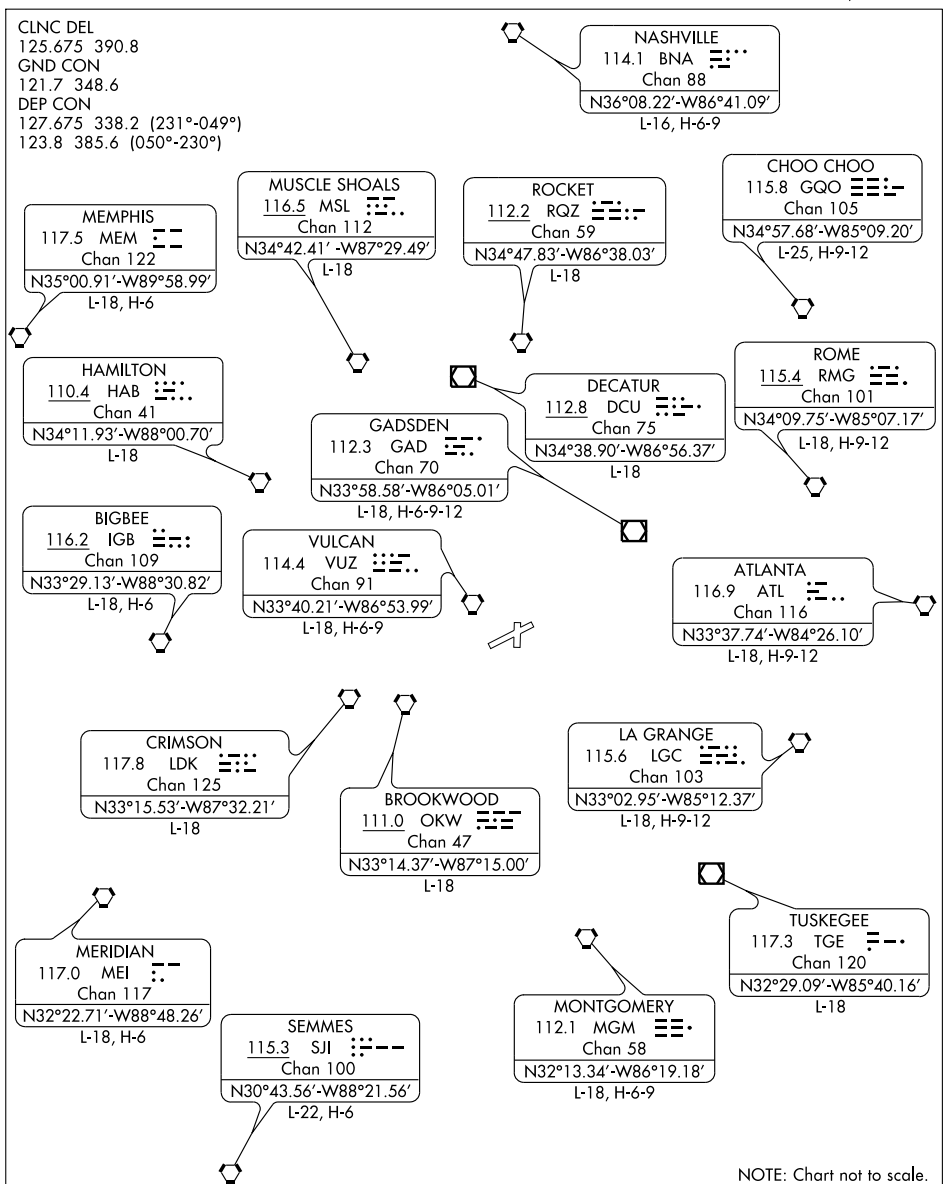 CLNC DEL
125.675 390.8
GND CON
121.7 348.6
DEP CON
127.675 338.2 (231°-049°)
123.8 385.6 (050°-230°)
NASHVILLE
114.1 BNA
Chan 88
N36°08.22′-W86°41.09′
L-16, H-6-9
CHOO CHOO
115.8 GQO
Chan 105
N34°57.68′-W85°09.20′
L-25, H-9-12
MUSCLE SHOALS
116.5 MSL
Chan 112
N34°42.41′ -W87°29.49′
L-18
ROCKET
112.2 RQZ
Chan 59
N34°47.83′-W86°38.03′
L-18
MEMPHIS
117.5 MEM
Chan 122
N35°00.91′-W89°58.99′
L-18, H-6
HAMILTON
110.4 HAB
Chan 41
N34°11.93′-W88°00.70′
L-18
ROME
115.4 RMG
Chan 101
N34°09.75′-W85°07.17′
L-18, H-9-12
DECATUR
112.8 DCU
Chan 75
N34°38.90′-W86°56.37′
L-18
GADSDEN
112.3 GAD
Chan 70
N33°58.58′-W86°05.01′
L-18, H-6-9-12
BIGBEE
116.2 IGB
Chan 109
N33°29.13′-W88°30.82′
L-18, H-6
VULCAN
114.4 VUZ
Chan 91
N33°40.21′-W86°53.99′
L-18, H-6-9
ATLANTA
116.9 ATL
Chan 116
N33°37.74′-W84°26.10′
L-18, H-9-12
CRIMSON
117.8 LDK
Chan 125
N33°15.53′-W87°32.21′
L-18
LA GRANGE
115.6 LGC
Chan 103
N33°02.95′-W85°12.37′
L-18, H-9-12
BROOKWOOD
111.0 OKW
Chan 47
N33°14.37′-W87°15.00′
L-18
TUSKEGEE
117.3 TGE
Chan 120
N32°29.09′-W85°40.16′
L-18
MERIDIAN
117.0 MEI
Chan 117
N32°22.71′-W88°48.26′
L-18, H-6
MONTGOMERY
112.1 MGM
Chan 58
N32°13.34′-W86°19.18′
L-18, H-6-9
SEMMES
115.3 SJI
Chan 100
N30°43.56′-W88°21.56′
L-22, H-6
NOTE: Chart not to scale.